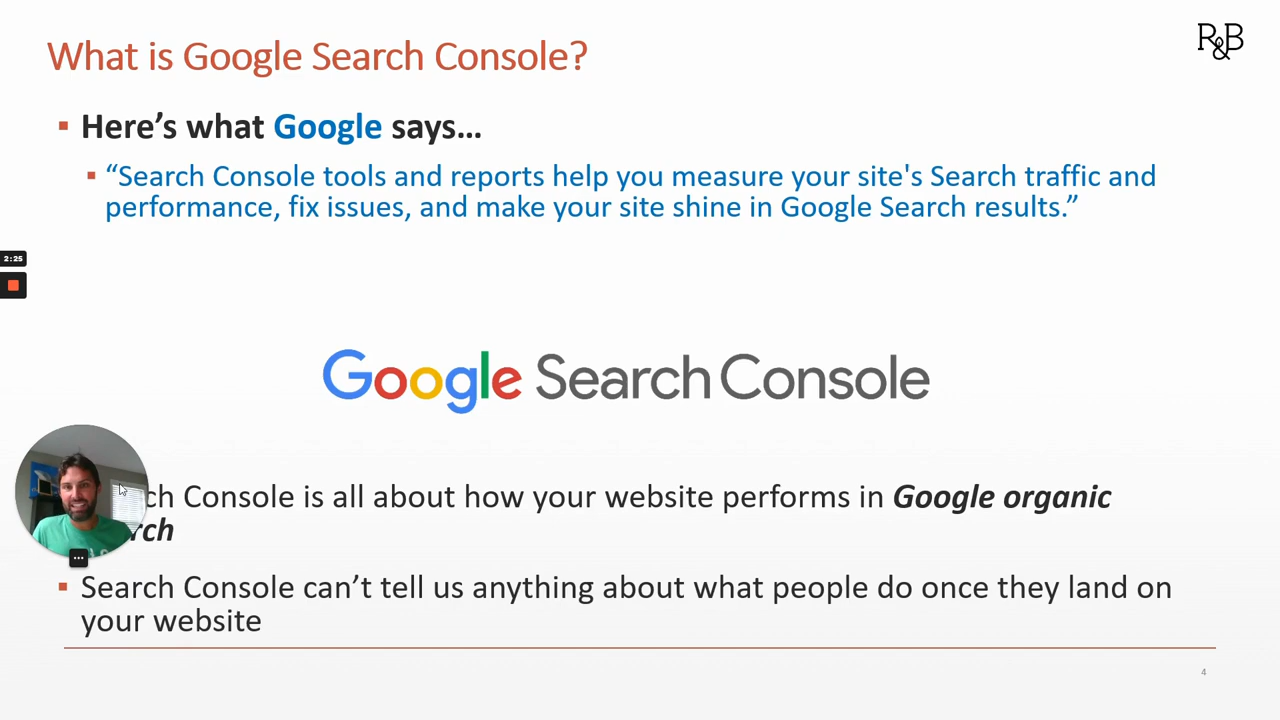 What is Google Search Console?
R&B
Here’s what Google says...
“Search Console tools and reports help you measure your site's Search traffic and
performance, fix issues, and make your site shine in Google Search results.”
2:25
Google Search Console
Console is all about how your website performs in Google organic
Search Console can’t tell us anything about what people do once they land on
your website
4